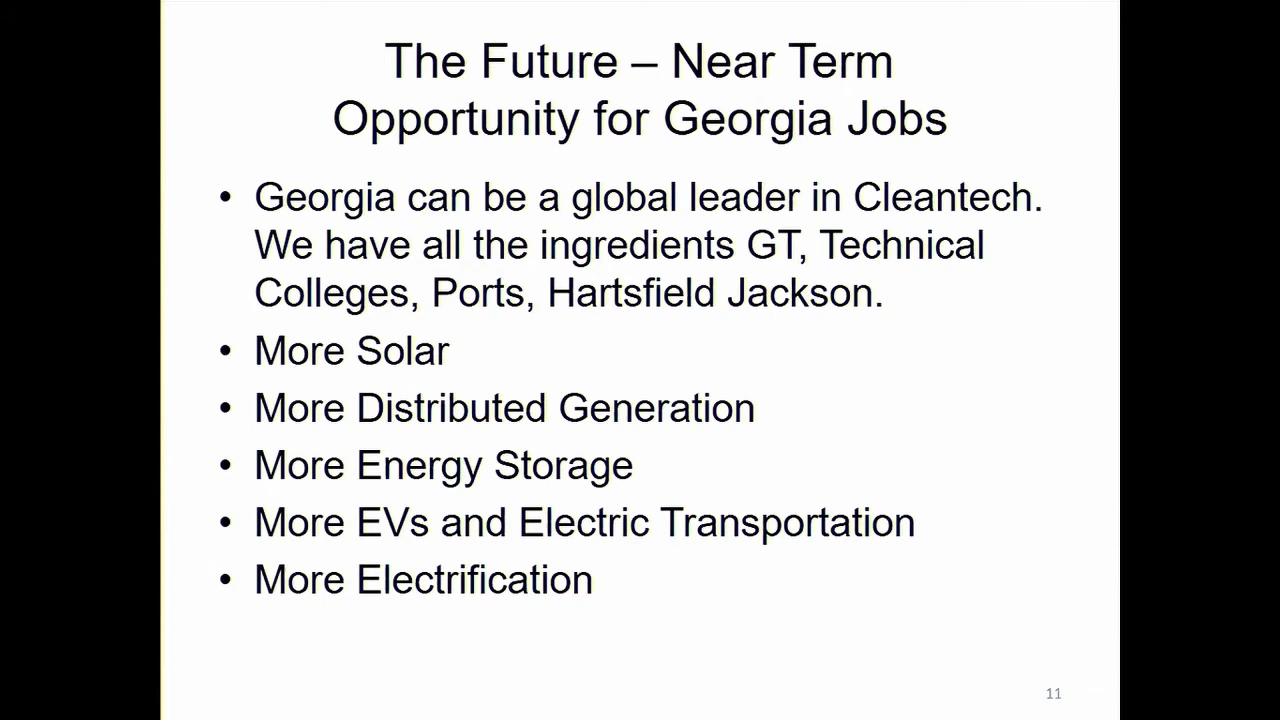 The Future – Near Term
Opportunity for Georgia Jobs
• Georgia can be a global leader in Cleantech.
We have all the ingredients GT, Technical
Colleges, Ports, Hartsfield Jackson.
• More Solar
• More Distributed Generation
• More Energy Storage
• More EVs and Electric Transportation
• More Electrification
11